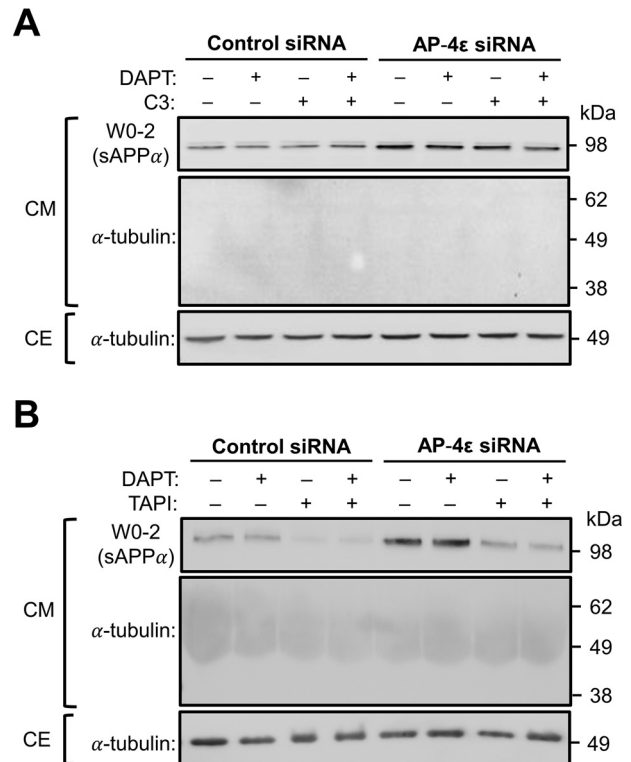 A
Control siRNA AP-4ε siRNA
DAPT: – + – + – + – +
C3: – – + + – – + +
kDa
W0-2
(sAPPα)
98
CM
α-tubulin:
62
49
38
CE α-tubulin: 49
B
Control siRNA AP-4ε siRNA
DAPT: – + – + – + – +
TAPI: – – + + – – + +
kDa
W0-2
(sAPPα)
98
CM
α-tubulin:
62
49
38
CE α-tubulin: 49